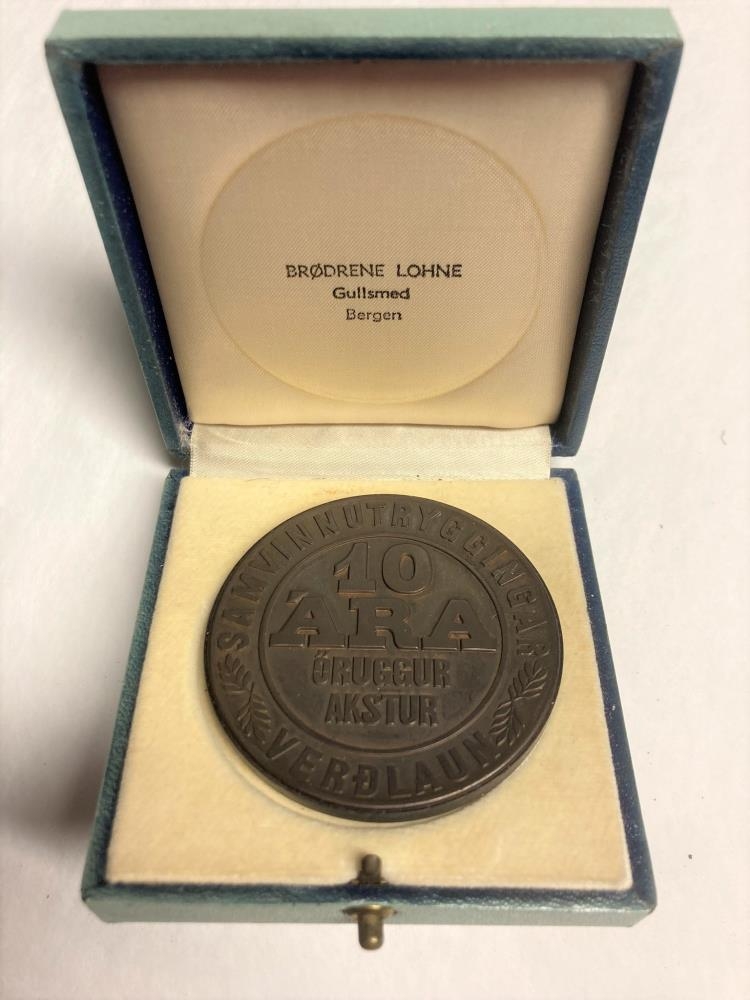 BRØDRENE LOHNE
Gullsmed
Bergen
SAMVINNUTRYGGINGAR
10
ÁRA
ÖRUGGUR
AKSTUR
VERÐLAUN